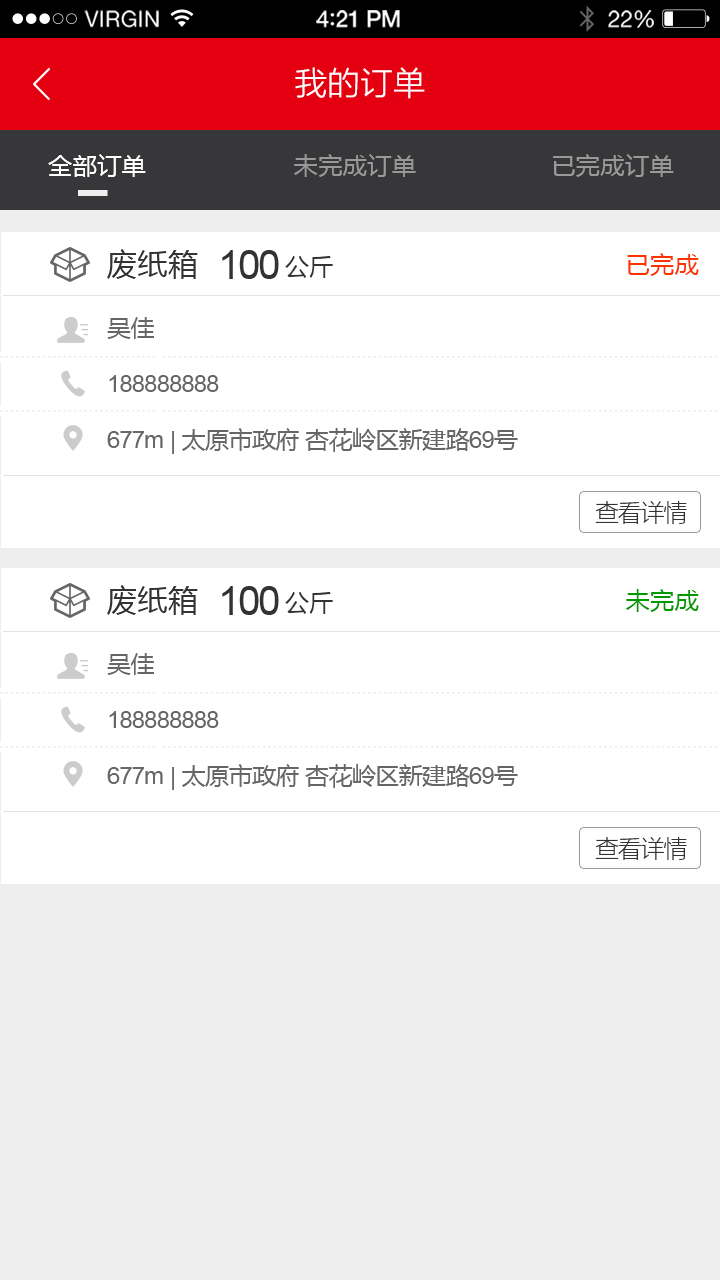 VIRGIN 4:21 PM 22%
我的订单
全部订单 未完成订单 已完成订单
废纸箱 100 公斤 已完成
吴佳
188888888
677m | 太原市政府 杏花岭区新建路69号
查看详情
废纸箱 100 公斤 未完成
吴佳
188888888
677m | 太原市政府 杏花岭区新建路69号
查看详情